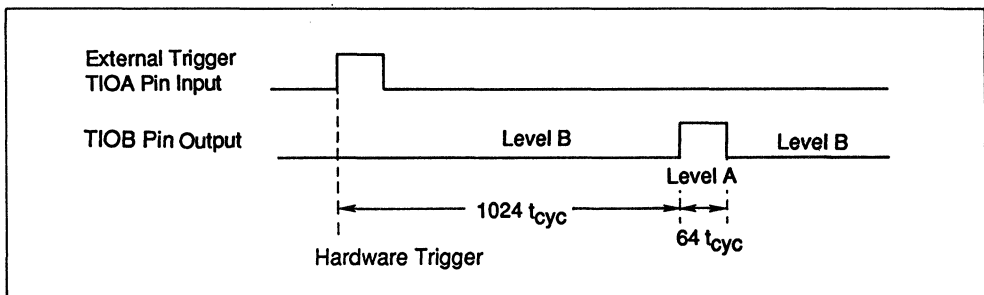 External Trigger
TIOA Pin Input
TIOB Pin Output
Level B
Level B
Level A
1024 tcyc
64 tcyc
Hardware Trigger